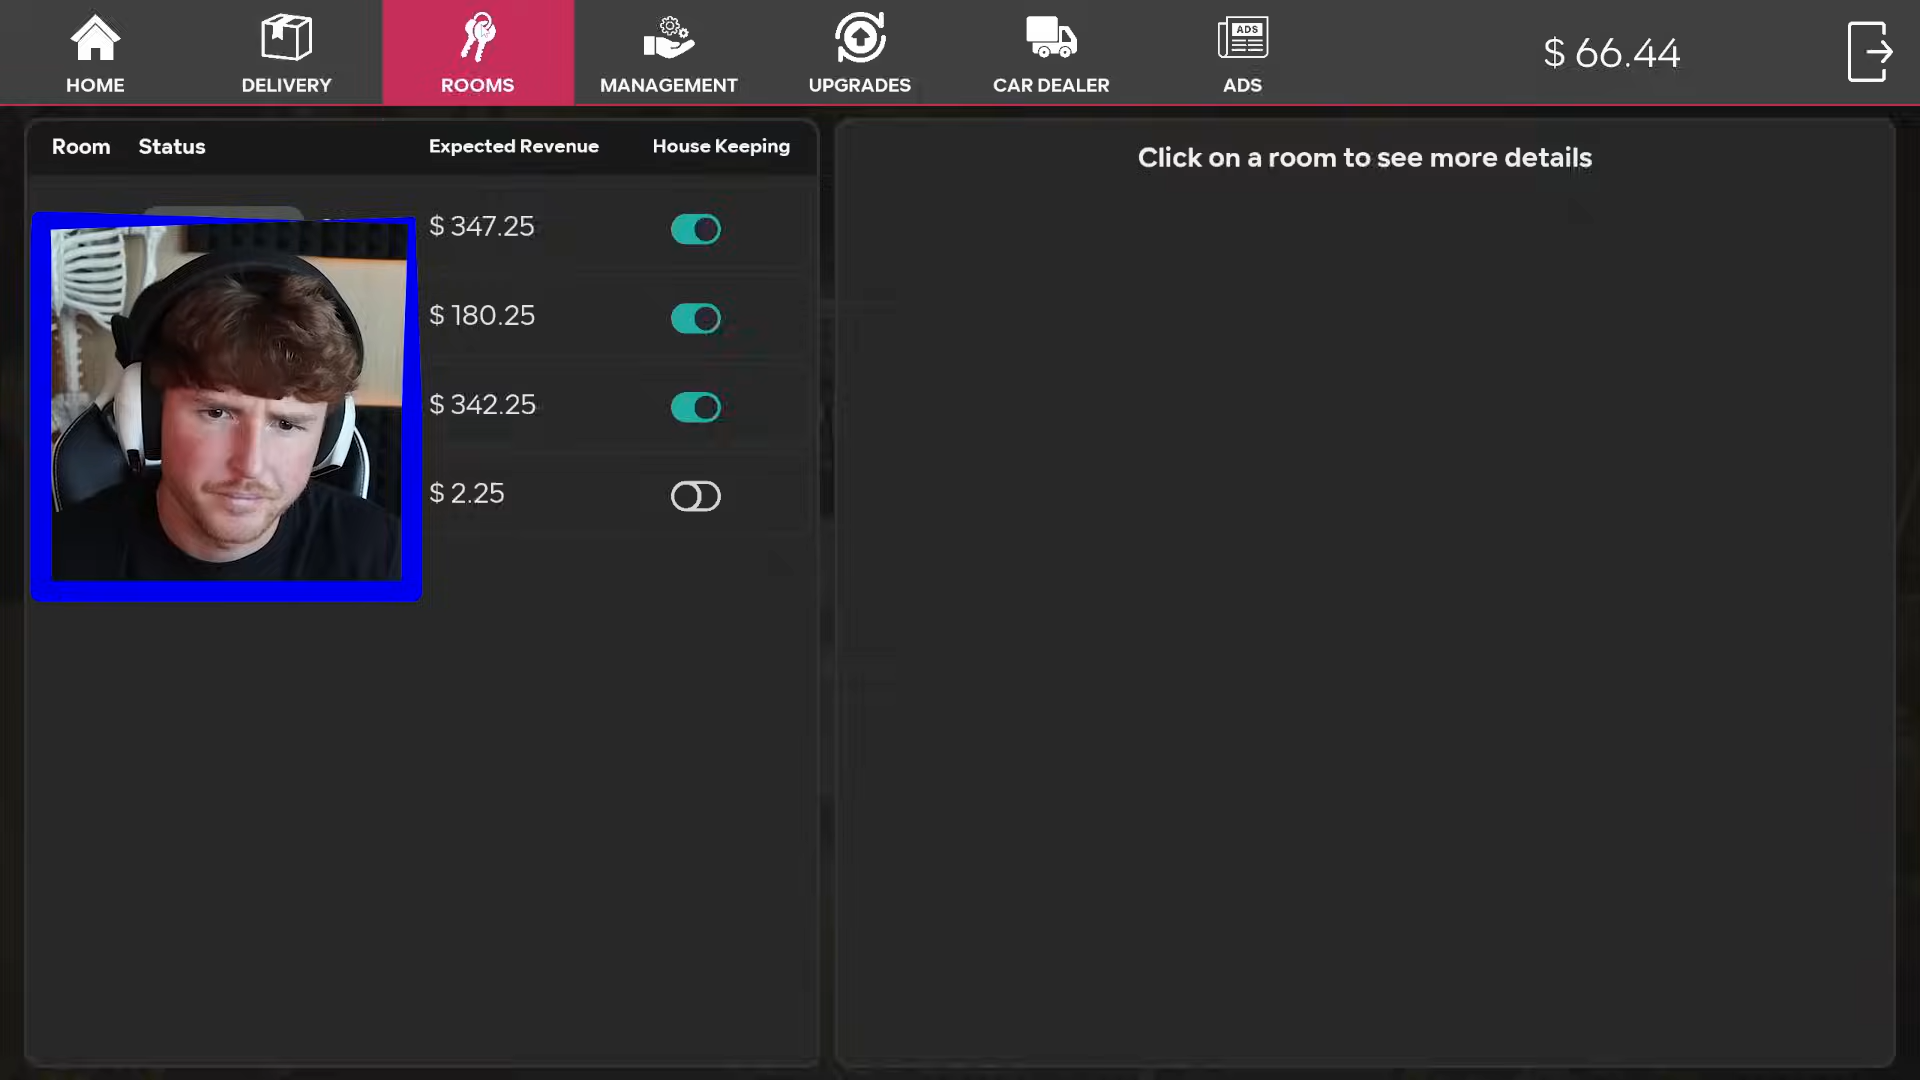 HOME
DELIVERY
ROOMS
MANAGEMENT
UPGRADES
CAR DEALER
ADS
ADS
$ 66.44
Room Status Expected Revenue House Keeping
$ 347.25
$ 180.25
$ 342.25
$ 2.25
Click on a room to see more details